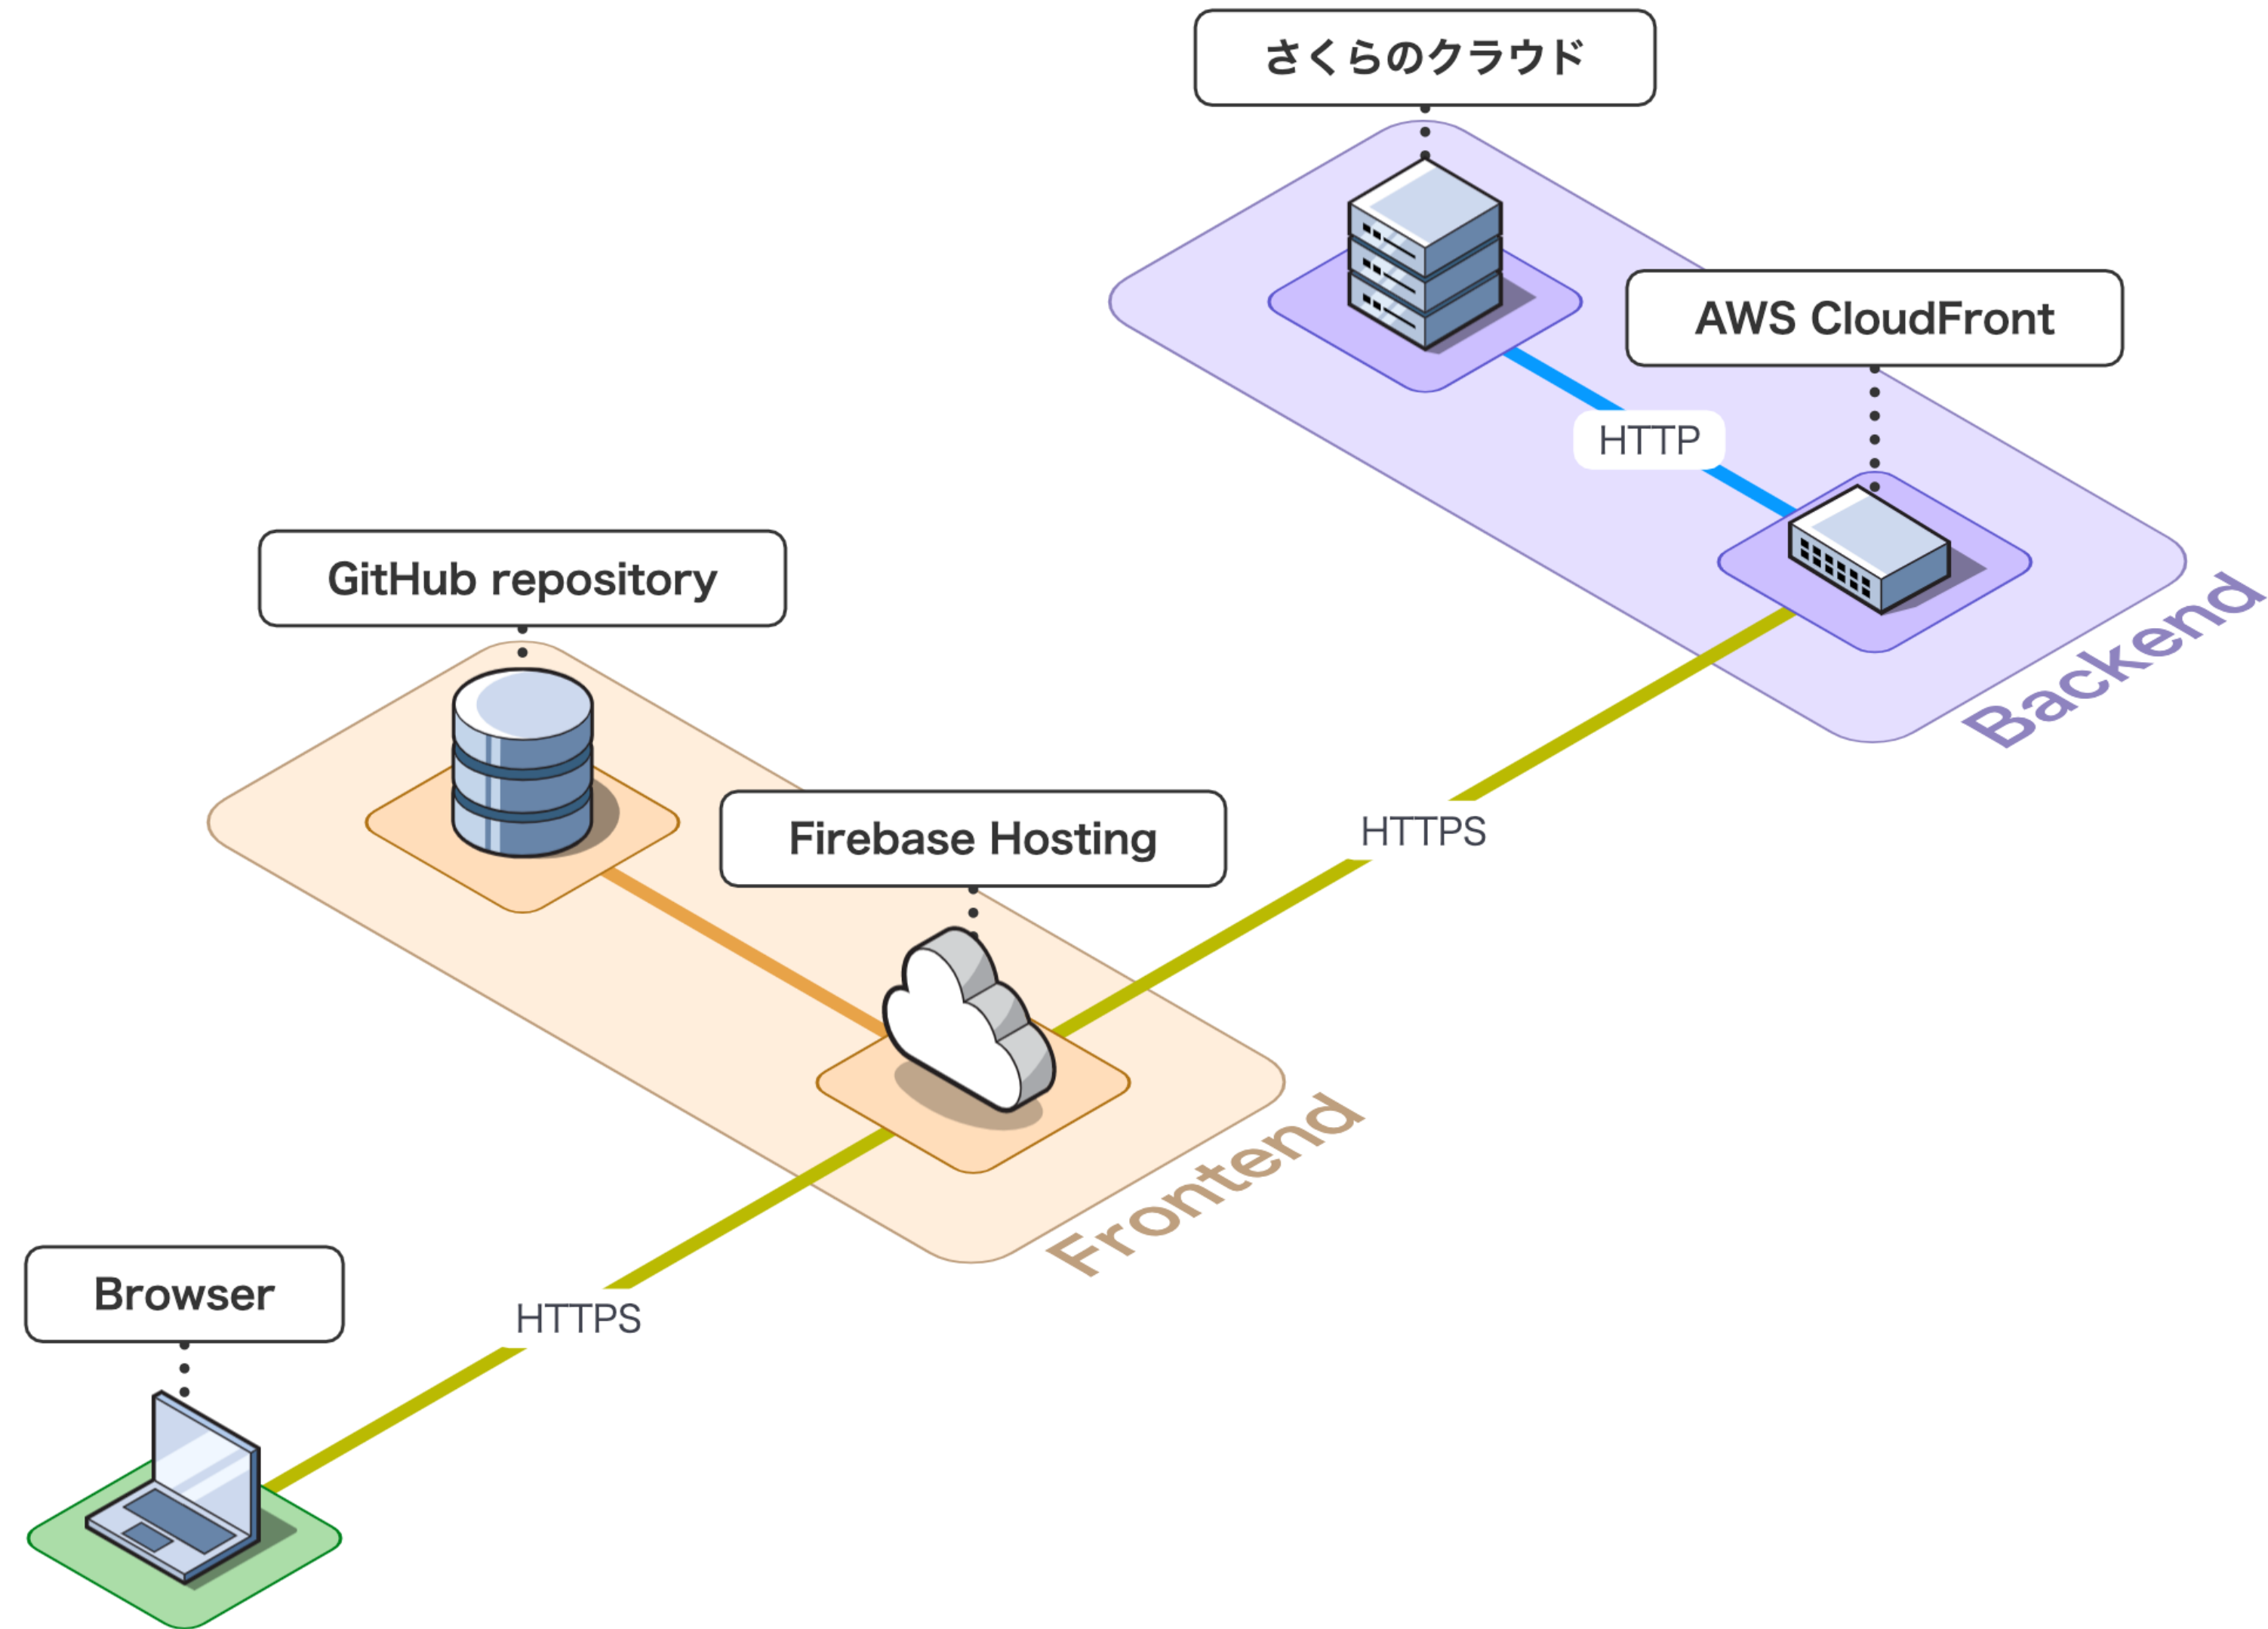 さくらのクラウド
AWS CloudFront
HTTP
GitHub repository
Backend
Firebase Hosting
HTTPS
Frontend
Browser
HTTPS